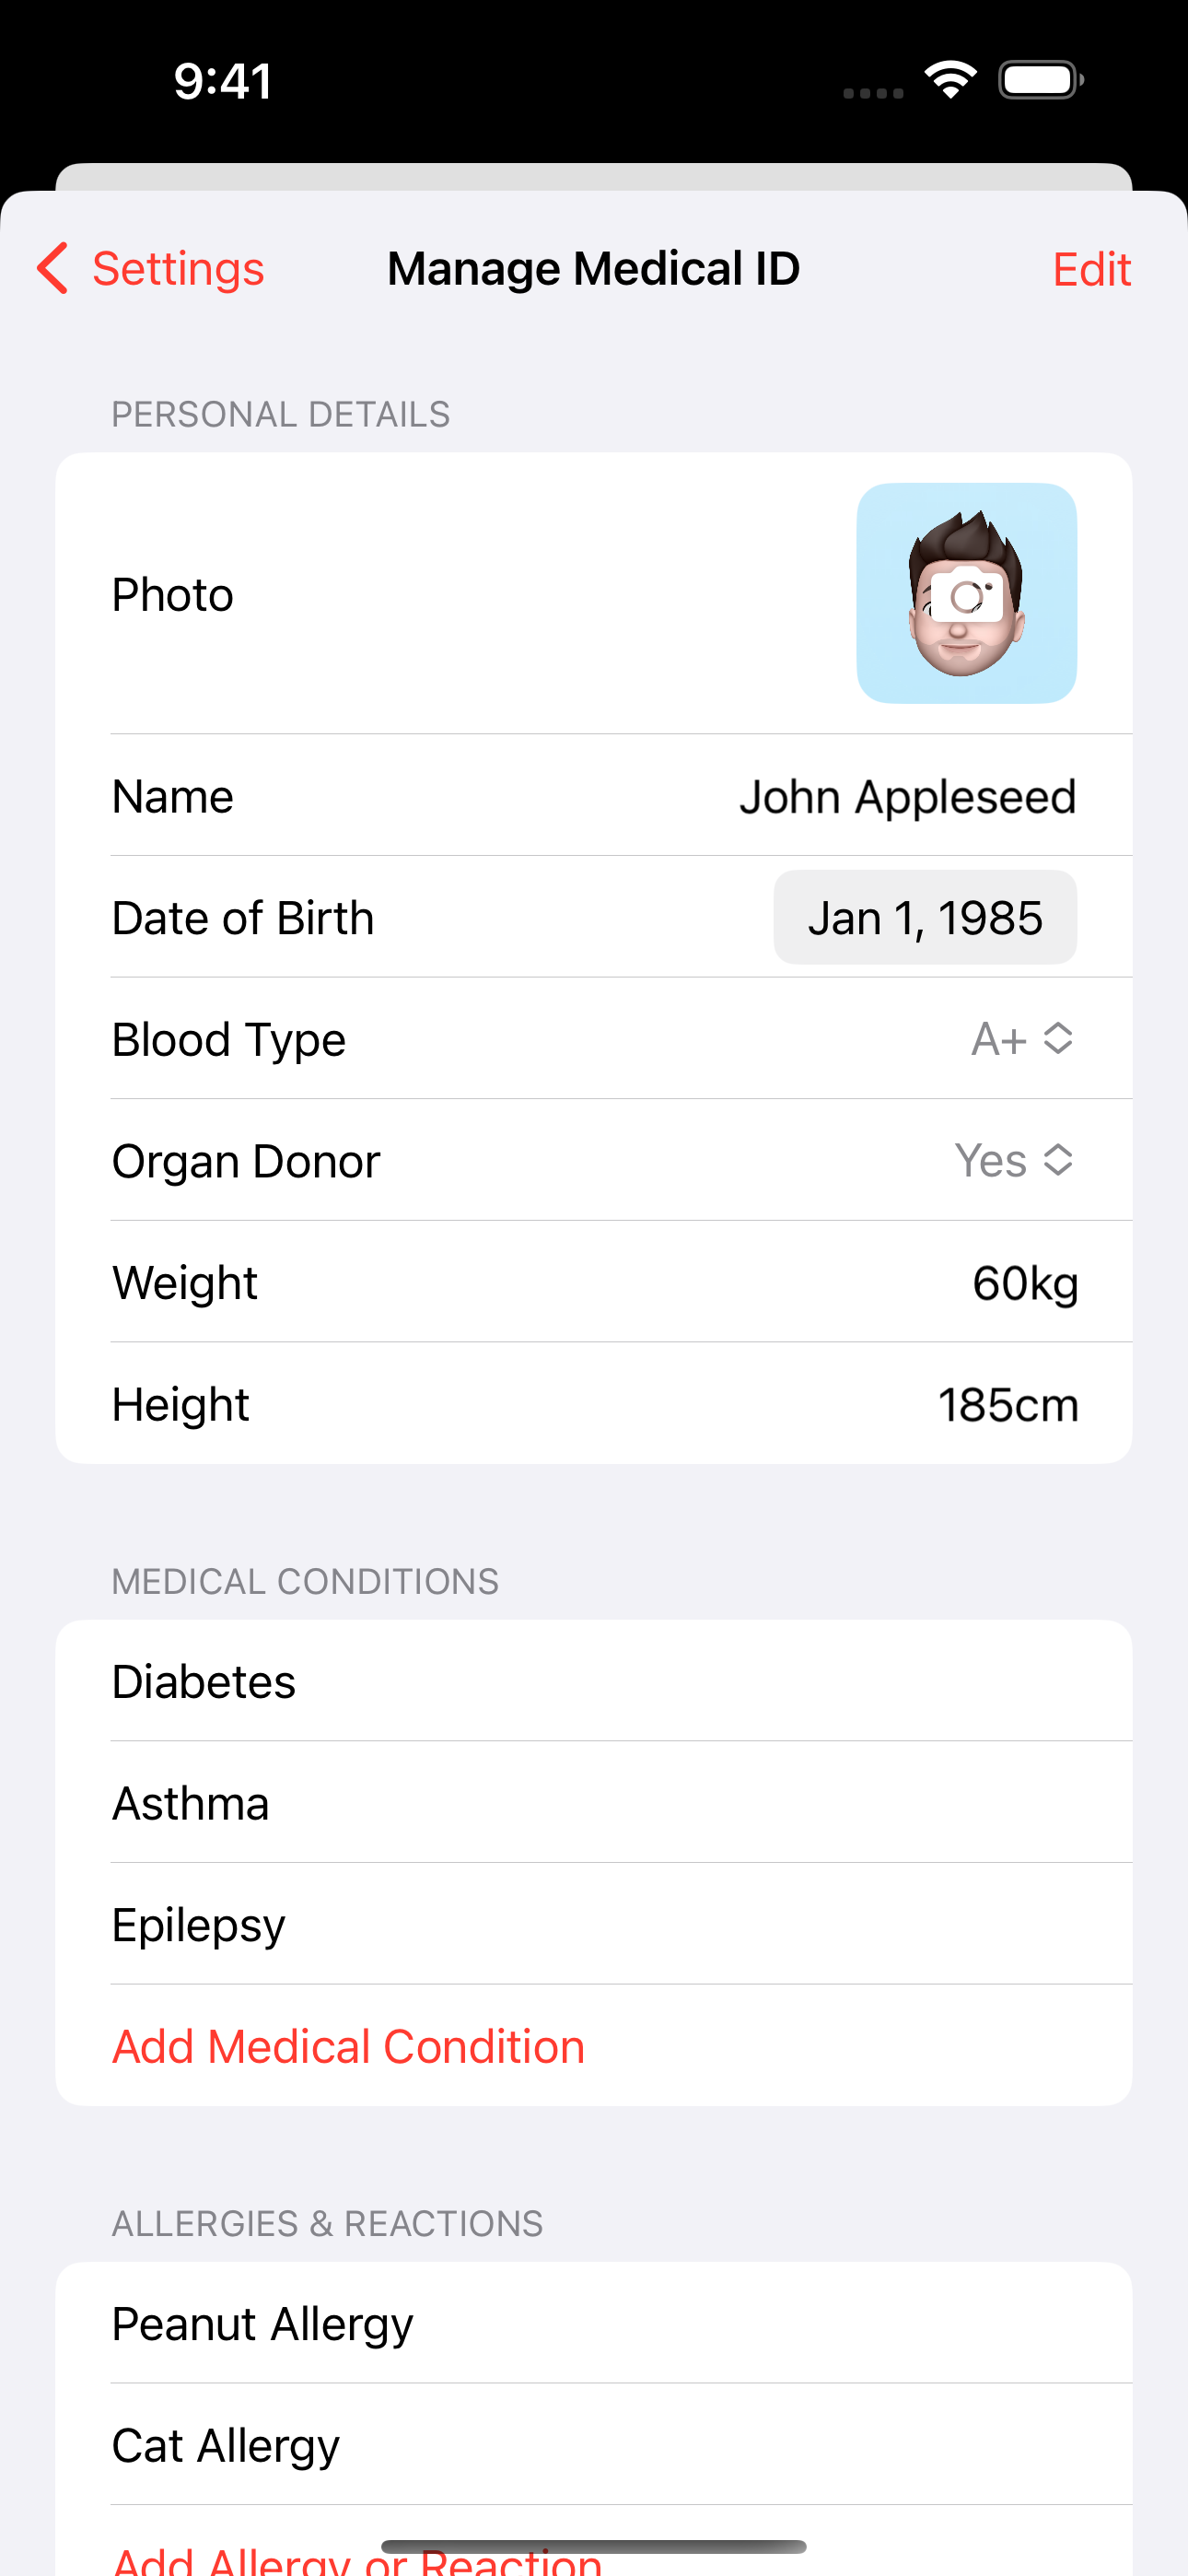 9:41
Settings Manage Medical ID Edit
PERSONAL DETAILS
Photo
Name John Appleseed
Date of Birth Jan 1, 1985
Blood Type A+
Organ Donor Yes
Weight 60kg
Height 185cm
MEDICAL CONDITIONS
Diabetes
Asthma
Epilepsy
Add Medical Condition
ALLERGIES & REACTIONS
Peanut Allergy
Cat Allergy
Add Allergy or Reaction